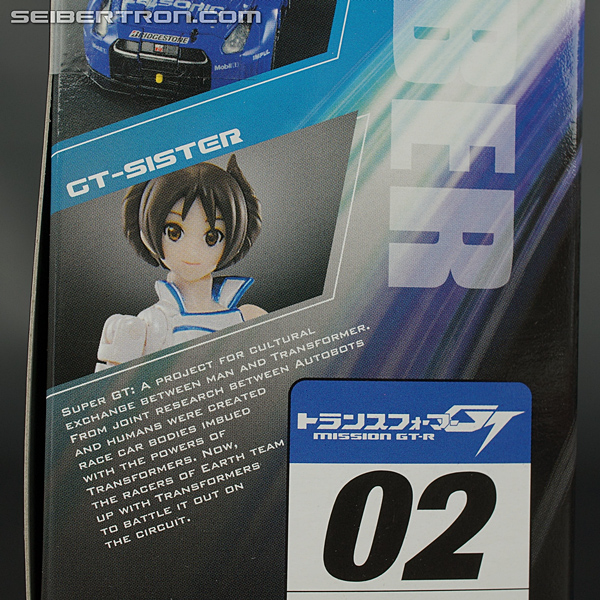 SEIBERTRON.COM
BRIDGESTONE
Mobil 1
GT-SISTER
BER
SUPER GT: A PROJECT FOR CULTURAL
EXCHANGE BETWEEN MAN AND TRANSFORMER.
FROM JOINT RESEARCH BETWEEN AUTOBOTS
AND HUMANS WERE CREATED
RACE CAR BODIES IMBUED
WITH THE POWERS OF
TRANSFORMERS. NOW,
THE RACERS OF EARTH TEAM
UP WITH TRANSFORMERS
TO BATTLE IT OUT ON
THE CIRCUIT.
トランスフォーマーGT
MISSION GT-R
02